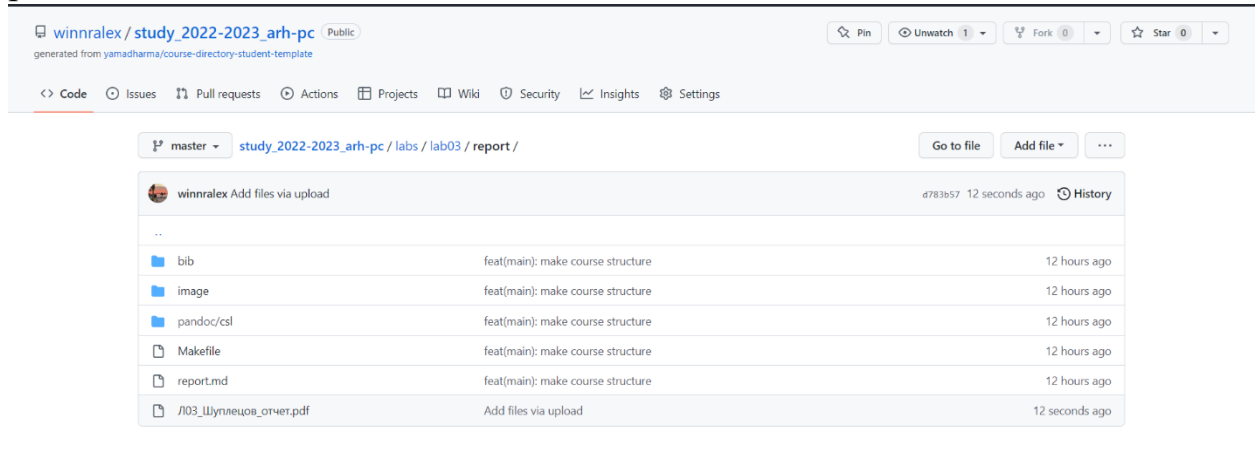 winnralex / study_2022-2023_arh-pc Public
Pin Unwatch 1 Fork 0 Star 0
generated from yamadharma/course-directory-student-template
<> Code Issues Pull requests Actions Projects Wiki Security Insights Settings
master study_2022-2023_arh-pc / labs / lab03 / report / Go to file Add file ...
winnralex Add files via upload d783b57 12 seconds ago History
..
bib feat(main): make course structure 12 hours ago
image feat(main): make course structure 12 hours ago
pandoc/csl feat(main): make course structure 12 hours ago
Makefile feat(main): make course structure 12 hours ago
report.md feat(main): make course structure 12 hours ago
Л03_Шуплецов_отчет.pdf Add files via upload 12 seconds ago